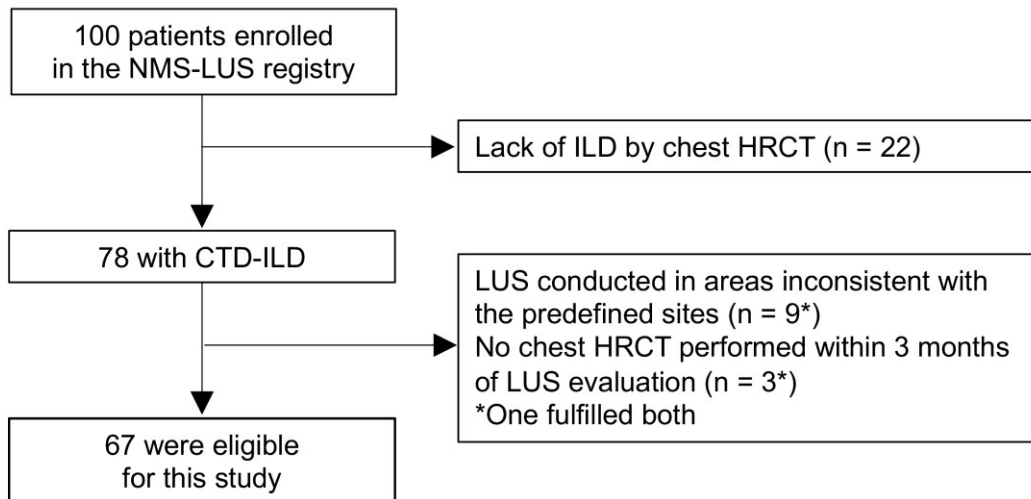 100 patients enrolled
in the NMS-LUS registry
Lack of ILD by chest HRCT (n = 22)
78 with CTD-ILD
LUS conducted in areas inconsistent with
the predefined sites (n = 9*)
No chest HRCT performed within 3 months
of LUS evaluation (n = 3*)
*One fulfilled both
67 were eligible
for this study